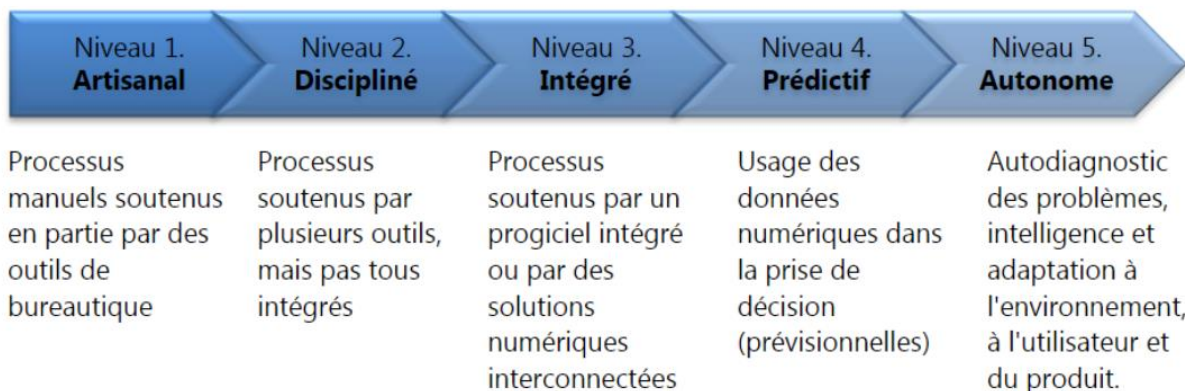 Niveau 1.
Artisanal
Niveau 2.
Discipliné
Niveau 3.
Intégré
Niveau 4.
Prédictif
Niveau 5.
Autonome
Processus
manuels soutenus
en partie par des
outils de
bureautique
Processus
soutenus par
plusieurs outils,
mais pas tous
intégrés
Processus
soutenus par un
progiciel intégré
ou par des
solutions
numériques
interconnectées
Usage des
données
numériques dans
la prise de
décision
(prévisionnelles)
Autodiagnostic
des problèmes,
intelligence et
adaptation à
l'environnement,
à l'utilisateur et
du produit.